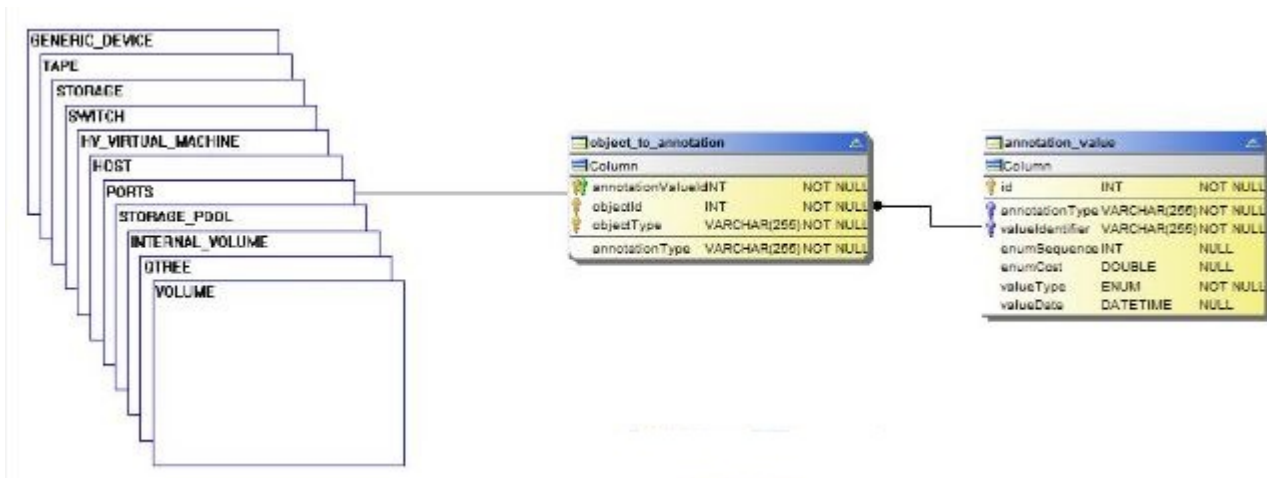 GENERIC_DEVICE
TAPE
STORAGE
SWITCH
HV_VIRTUAL_MACHINE
HOST
PORTS
STORAGE_POOL
INTERNAL_VOLUME
QTREE
VOLUME
object_to_annotation
Column
annotationValueId INT NOT NULL
objectId INT NOT NULL
objectType VARCHAR(255) NOT NULL
annotationType VARCHAR(255) NOT NULL
annotation_value
Column
id INT NOT NULL
annotationType VARCHAR(255) NOT NULL
valueIdentifier VARCHAR(255) NOT NULL
enumSequence INT NULL
enumCost DOUBLE NULL
valueType ENUM NOT NULL
valueDate DATETIME NULL